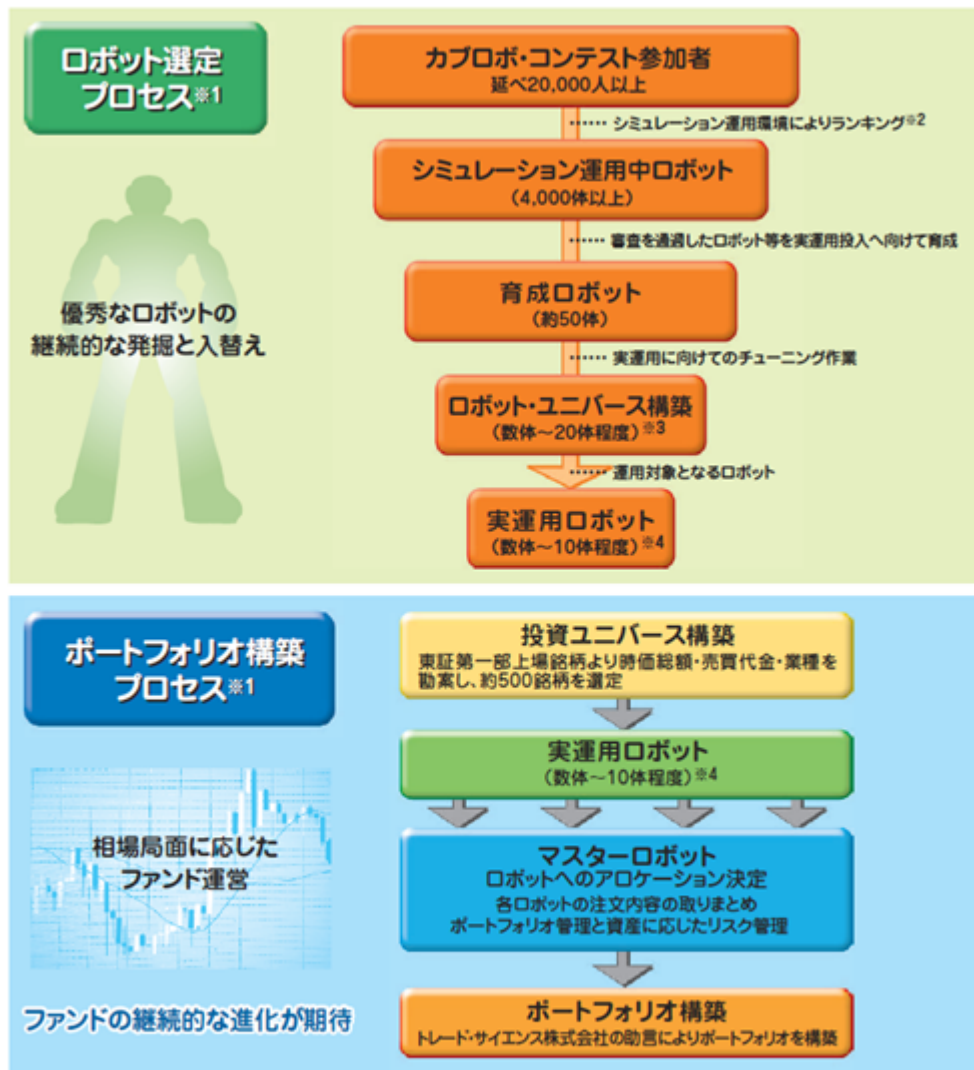 ロボット選定
プロセス※1
カブロボ・コンテスト参加者
延べ20,000人以上
…… シミュレーション運用環境によりランキング※2
シミュレーション運用中ロボット
(4,000体以上)
…… 審査を通過したロボット等を実運用投入へ向けて育成
優秀なロボットの
継続的な発掘と入替え
育成ロボット
(約50体)
…… 実運用に向けてのチューニング作業
ロボット・ユニバース構築
(数体～20体程度)※3
…… 運用対象となるロボット
実運用ロボット
(数体～10体程度)※4
ポートフォリオ構築
プロセス※1
投資ユニバース構築
東証第一部上場銘柄より時価総額・売買代金・業種を
勘案し、約500銘柄を選定
実運用ロボット
(数体～10体程度)※4
相場局面に応じた
ファンド運営
マスターロボット
ロボットへのアロケーション決定
各ロボットの注文内容の取りまとめ
ポートフォリオ管理と資産に応じたリスク管理
ファンドの継続的な進化が期待
ポートフォリオ構築
トレード・サイエンス株式会社の助言によりポートフォリオを構築